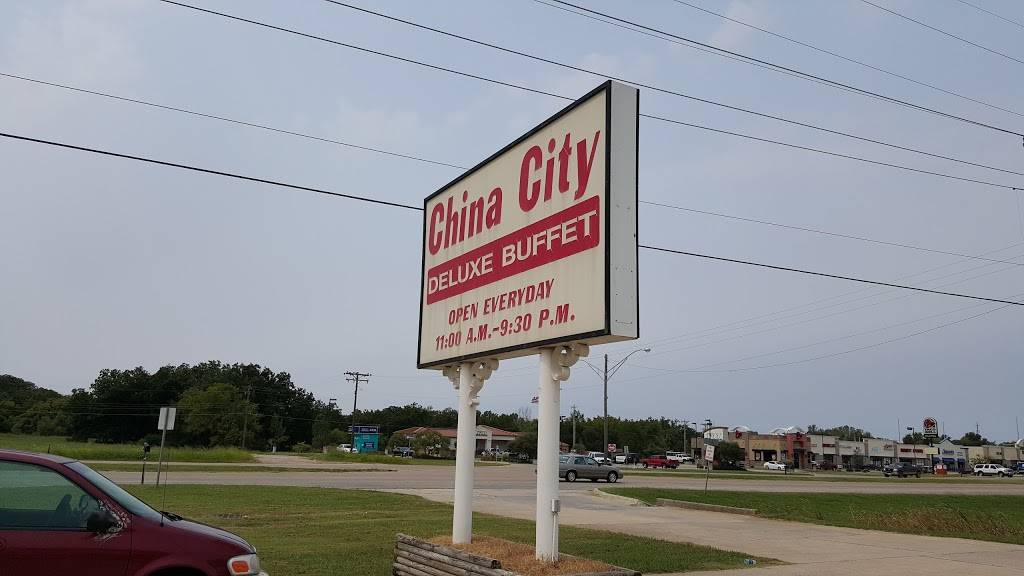 China City
DELUXE BUFFET
OPEN EVERYDAY
11:00 A.M.-9:30 P.M.